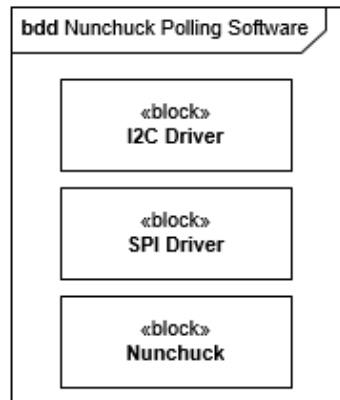 bdd Nunchuck Polling Software
«block»
I2C Driver
«block»
SPI Driver
«block»
Nunchuck